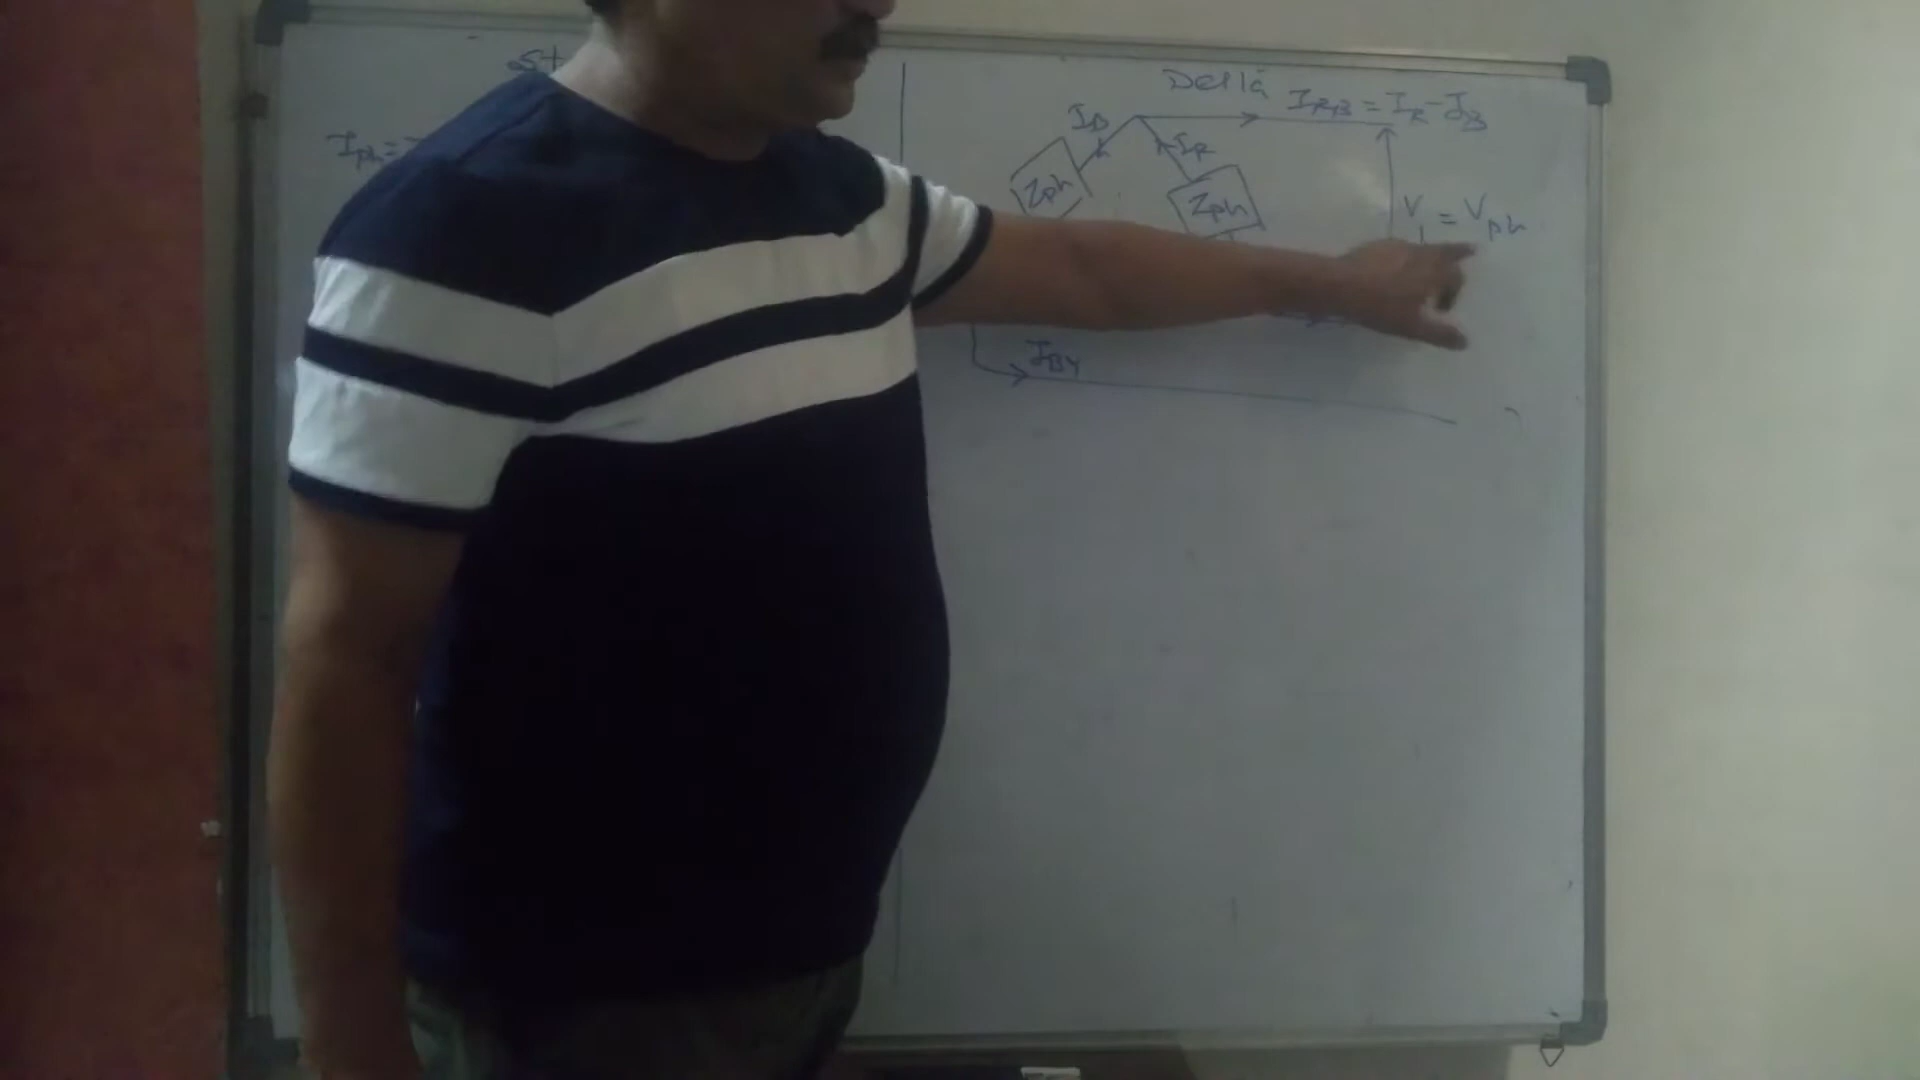 St
Iph =
Delta
IRB = IR - IB
IB
IR
Zph
Zph
VL = Vph
IBY